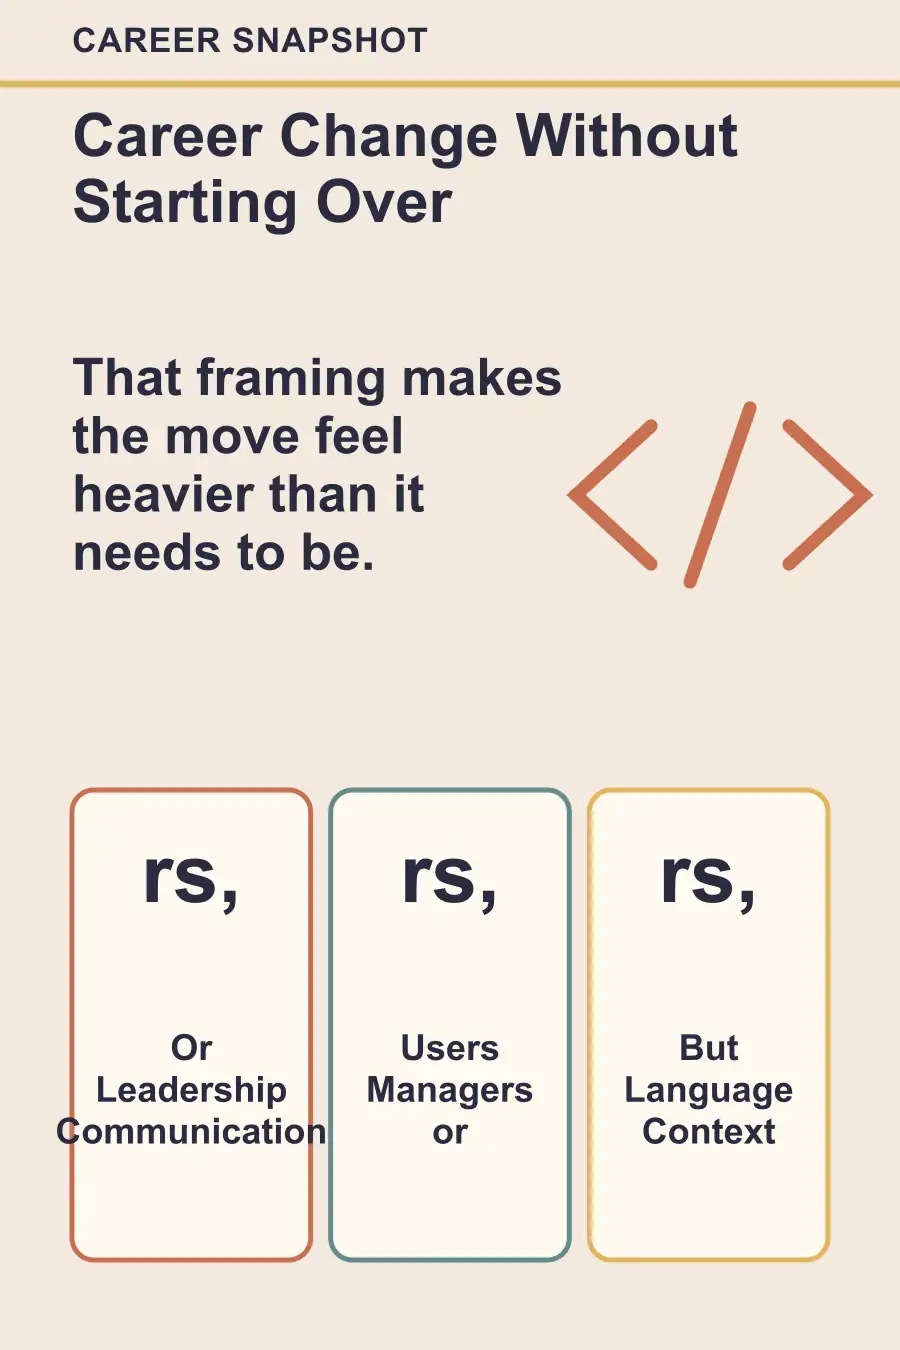 CAREER SNAPSHOT
Career Change Without
Starting Over
That framing makes
the move feel
heavier than it
needs to be.
</>
rs,
Or
Leadership
Communication
rs,
Users
Managers
or
rs,
But
Language
Context